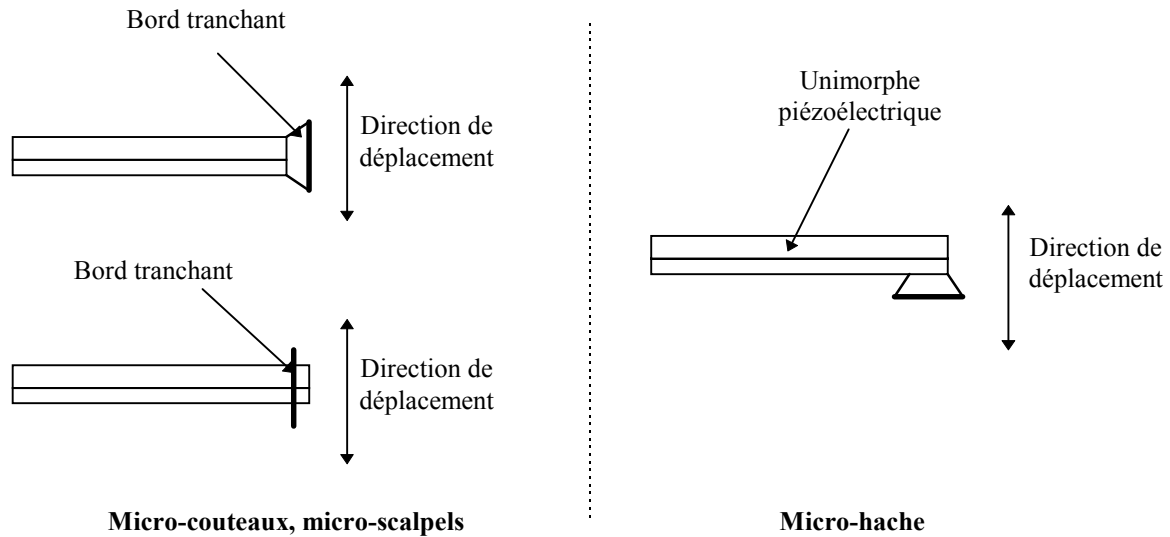 Bord tranchant
Direction de
déplacement
Bord tranchant
Direction de
déplacement
Micro-couteaux, micro-scalpels
Unimorphe
piézoélectrique
Direction de
déplacement
Micro-hache